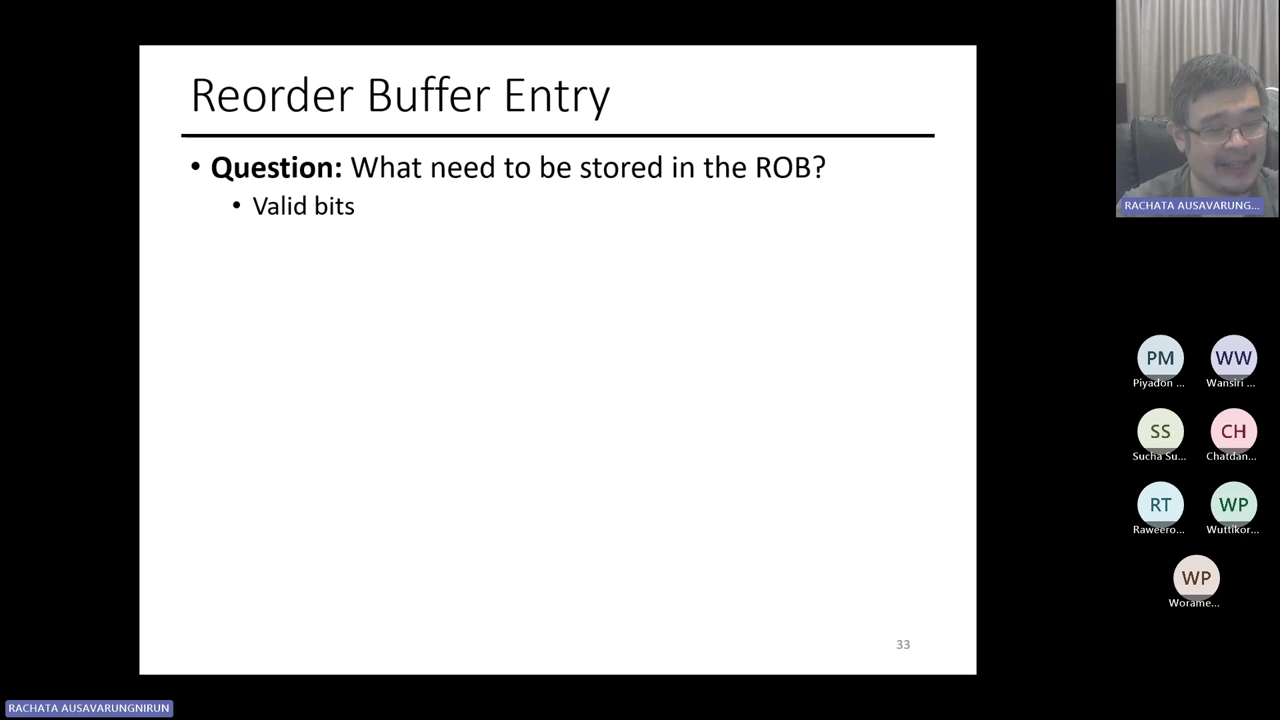 Reorder Buffer Entry
• Question: What need to be stored in the ROB?
• Valid bits
33
RACHATA AUSAVARUNG...
PM
WW
Piyadon ...
Wansiri ...
SS
CH
Sucha Su...
Chatdan...
RT
WP
Raweero...
Wuttikor...
WP
Worame...
RACHATA AUSAVARUNGNIRUN